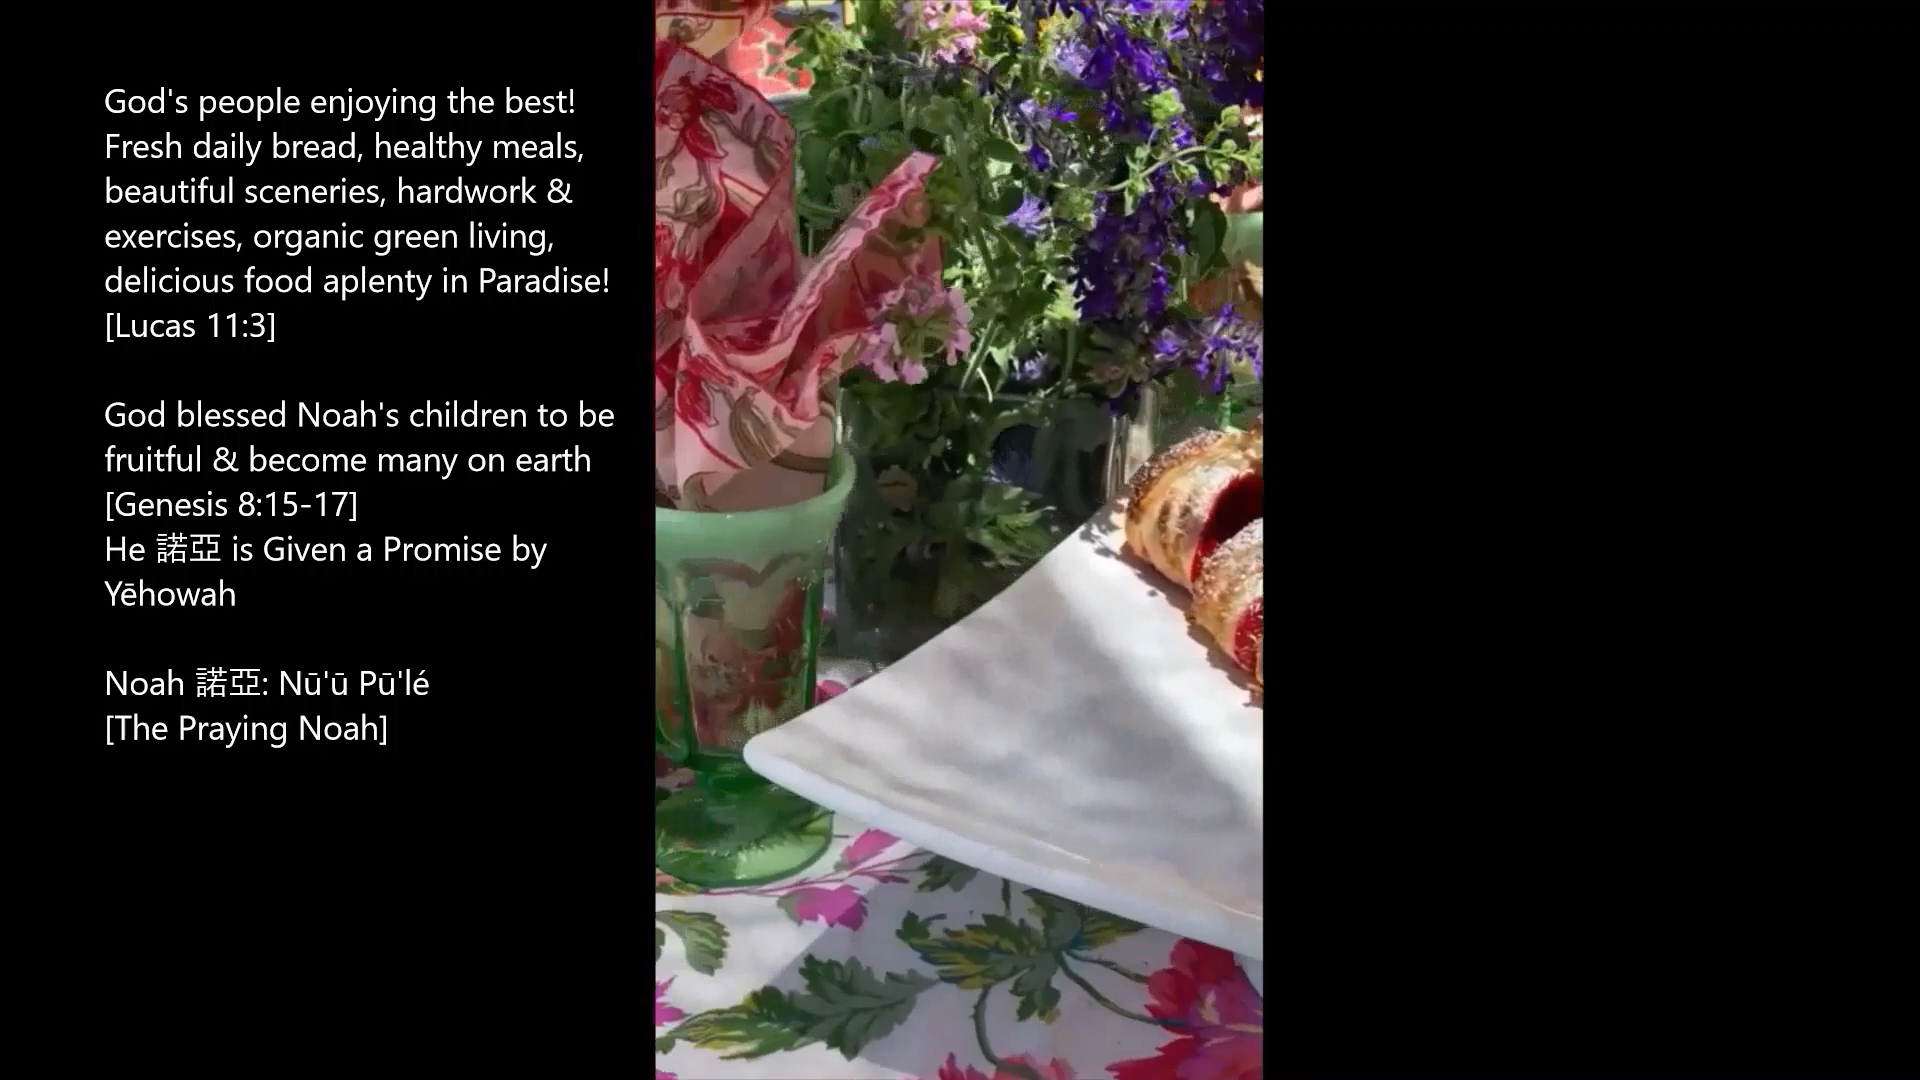 God's people enjoying the best!
Fresh daily bread, healthy meals,
beautiful sceneries, hardwork &
exercises, organic green living,
delicious food aplenty in Paradise!
[Lucas 11:3]
God blessed Noah's children to be
fruitful & become many on earth
[Genesis 8:15-17]
He 諾亞 is Given a Promise by
Yēhowah
Noah 諾亞: Nū'ū Pū'lé
[The Praying Noah]